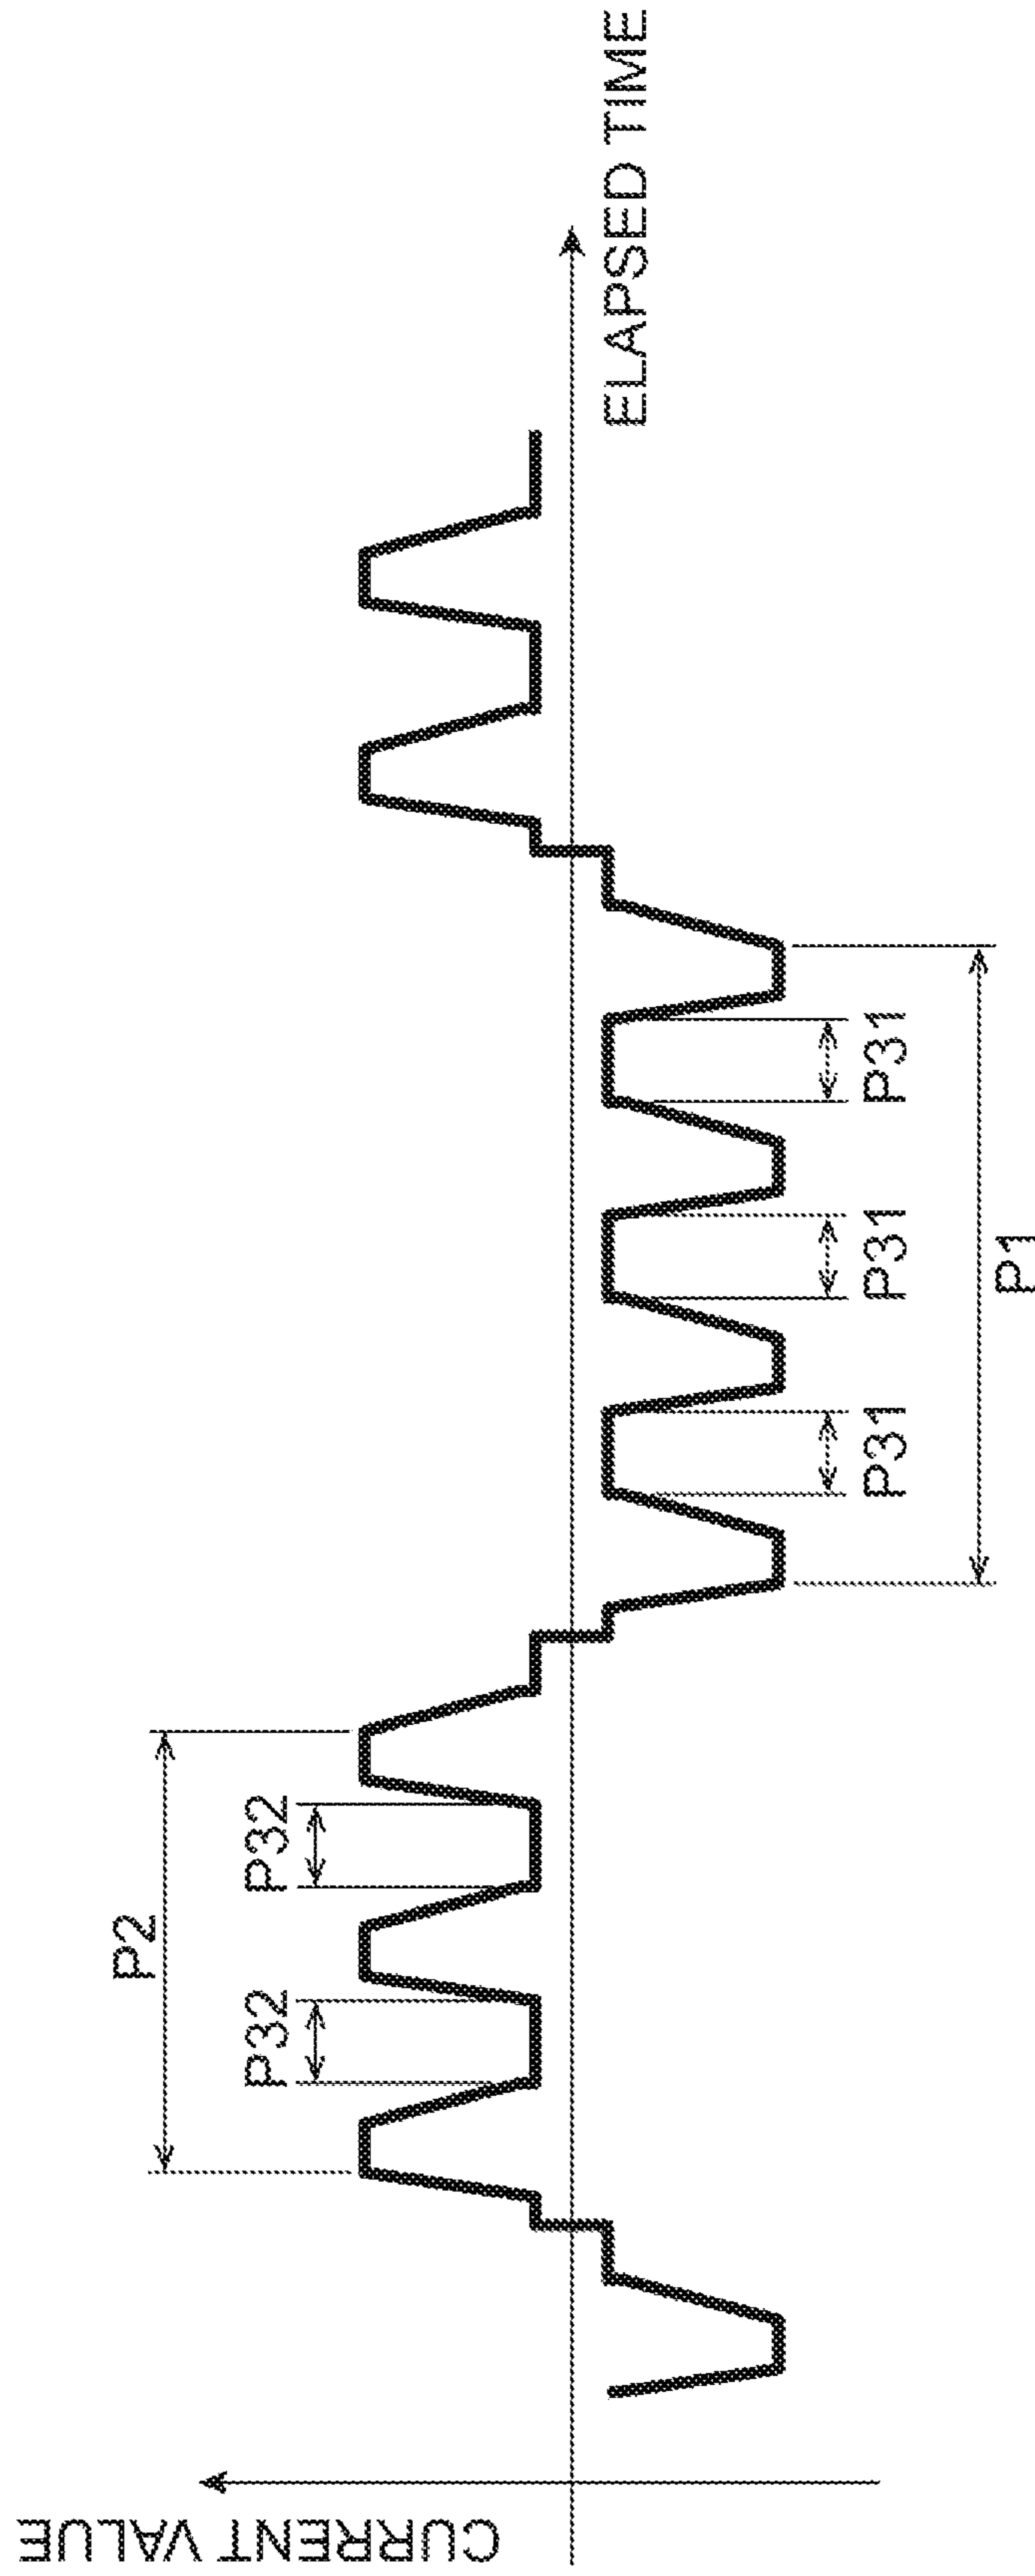 CURRENT VALUE
P2
P32
P32
ELAPSED TIME
P31
P31
P31
P1